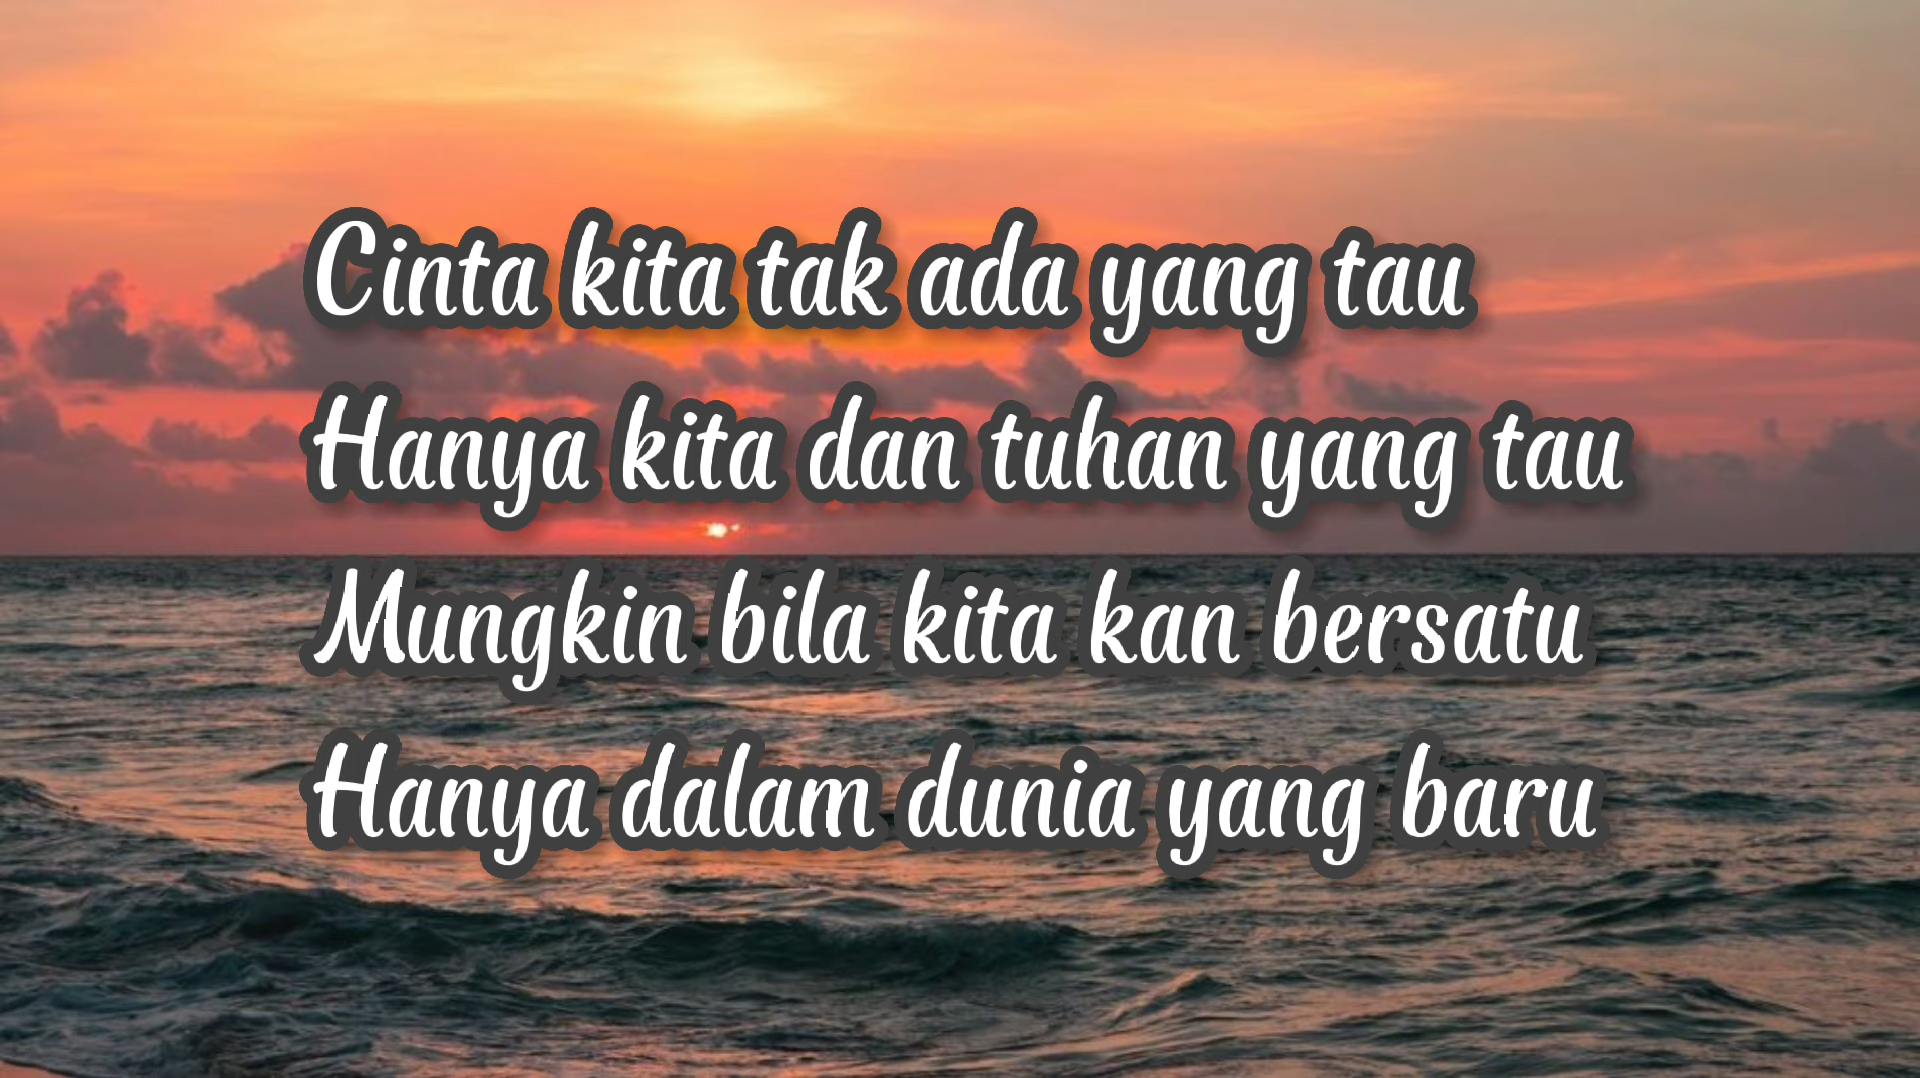 Cinta kita tak ada yang tau
Hanya kita dan tuhan yang tau
Mungkin bila kita kan bersatu
Hanya dalam dunia yang baru